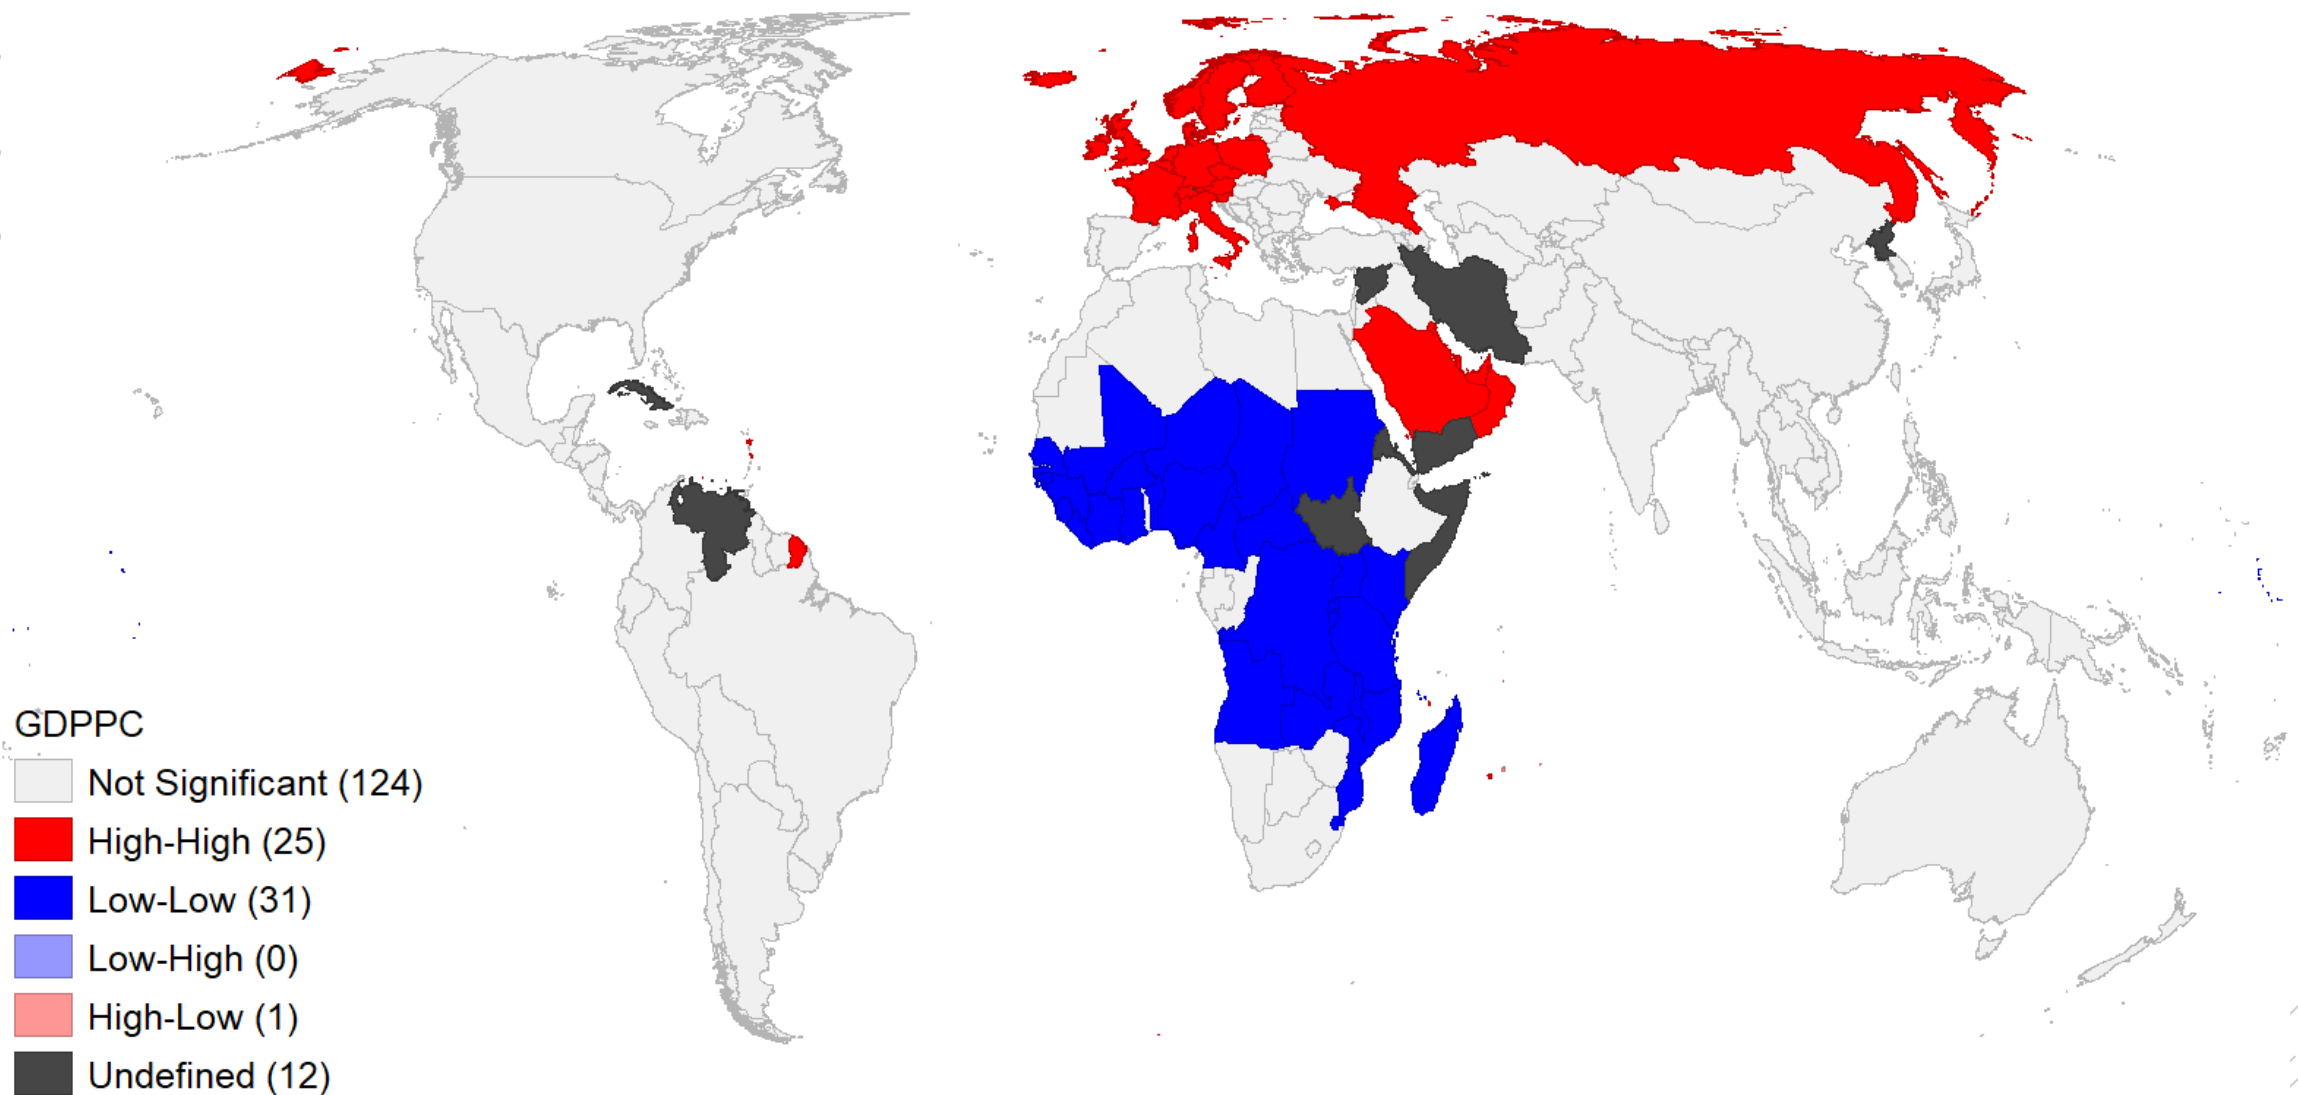 GDPPC
Not Significant (124)
High-High (25)
Low-Low (31)
Low-High (0)
High-Low (1)
Undefined (12)